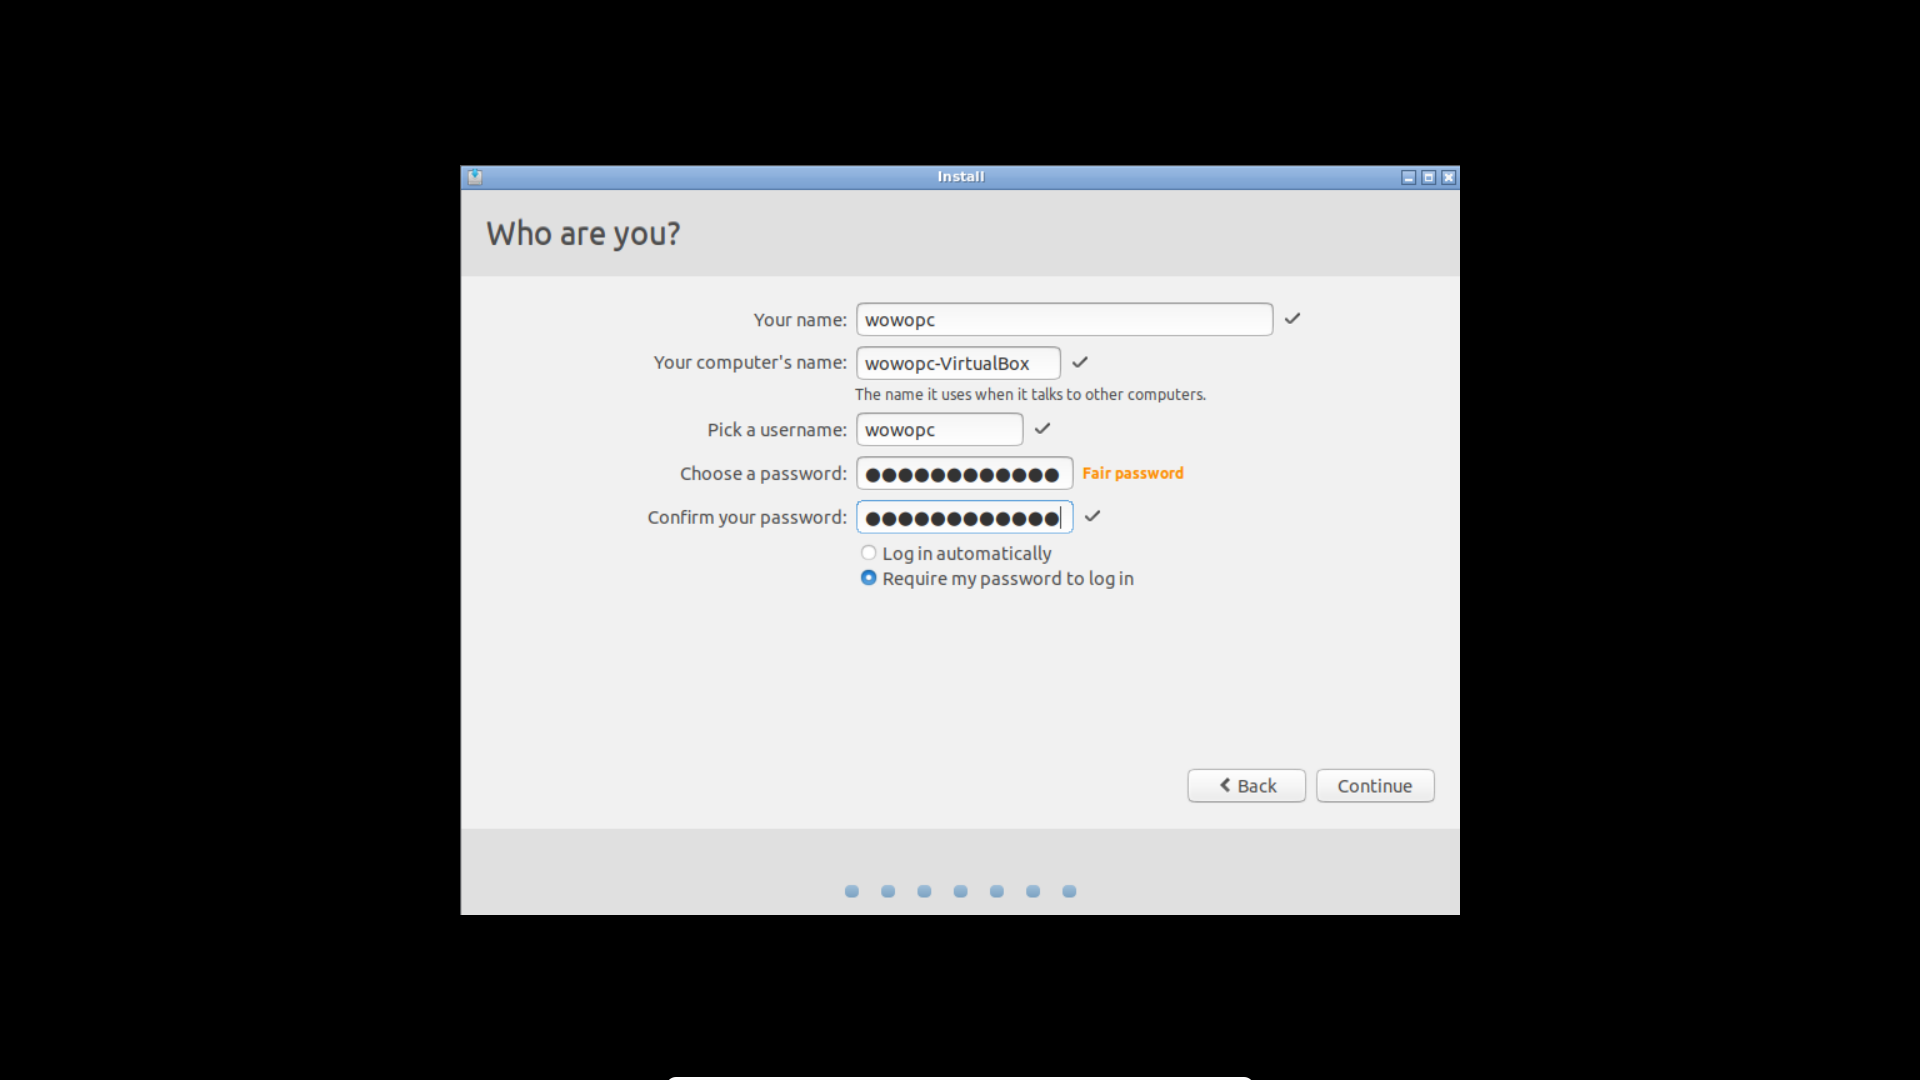 Install
Who are you?
Your name: wowopc
Your computer's name: wowopc-VirtualBox
The name it uses when it talks to other computers.
Pick a username: wowopc
Choose a password: ●●●●●●●●●●●● Fair password
Confirm your password: ●●●●●●●●●●●●
Log in automatically
Require my password to log in
Back Continue